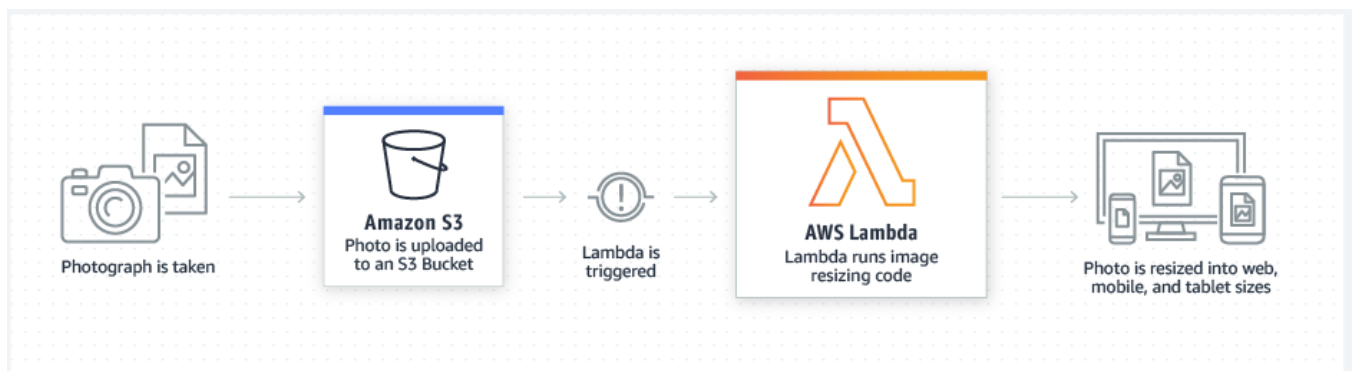 Photograph is taken
Amazon S3
Photo is uploaded
to an S3 Bucket
Lambda is
triggered
AWS Lambda
Lambda runs image
resizing code
Photo is resized into web,
mobile, and tablet sizes